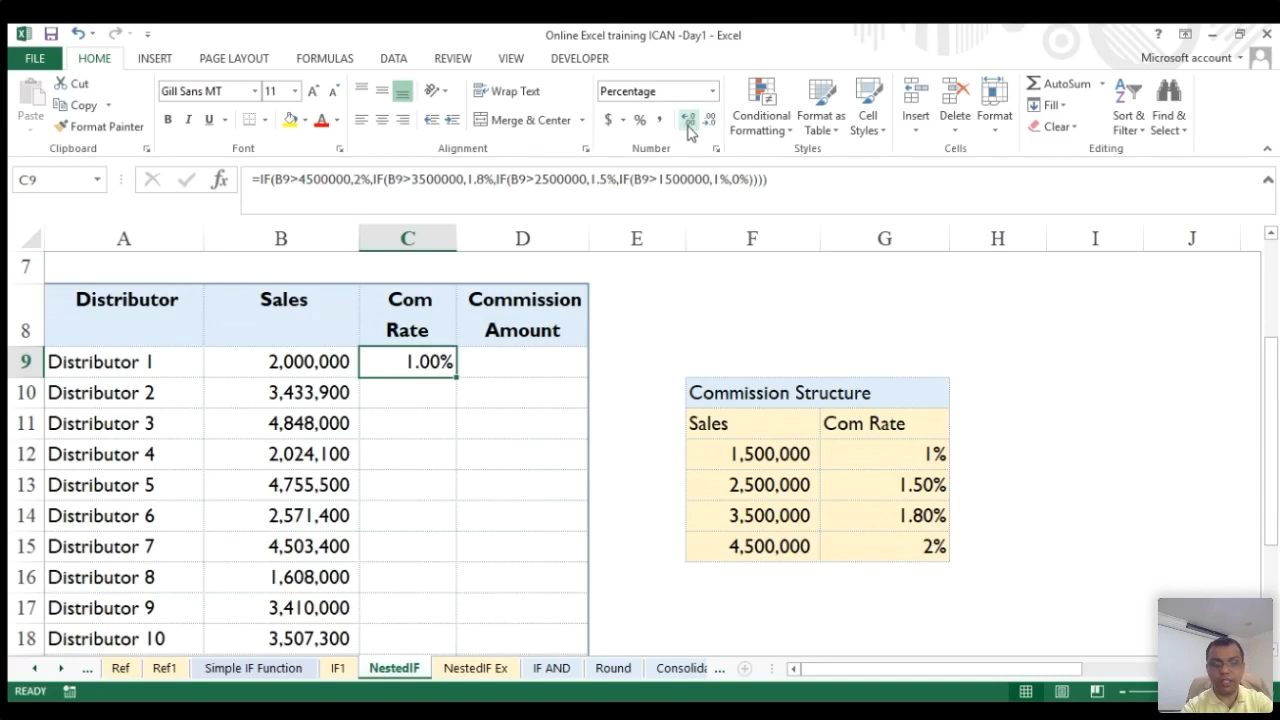 Online Excel training ICAN -Day1 - Excel
FILE HOME INSERT PAGE LAYOUT FORMULAS DATA REVIEW VIEW DEVELOPER Microsoft account
Cut
Copy
Format Painter
Paste
Clipboard
Gill Sans MT 11
B I U
Font
Wrap Text
Merge & Center
Alignment
Percentage
$ % ,
Number
Conditional Formatting
Format as Table
Cell Styles
Styles
Insert Delete Format
Cells
AutoSum
Fill
Clear
Sort & Filter
Find & Select
Editing
C9 fx =IF(B9>4500000,2%,IF(B9>3500000,1.8%,IF(B9>2500000,1.5%,IF(B9>1500000,1%,0%))))
A B C D E F G H I J
7
8 Distributor Sales Com Rate Commission Amount
9 Distributor 1 2,000,000 1.00%
10 Distributor 2 3,433,900 Commission Structure
11 Distributor 3 4,848,000 Sales Com Rate
12 Distributor 4 2,024,100 1,500,000 1%
13 Distributor 5 4,755,500 2,500,000 1.50%
14 Distributor 6 2,571,400 3,500,000 1.80%
15 Distributor 7 4,503,400 4,500,000 2%
16 Distributor 8 1,608,000
17 Distributor 9 3,410,000
18 Distributor 10 3,507,300
... Ref Ref1 Simple IF Function IF1 NestedIF NestedIF Ex IF AND Round Consolida ...
READY